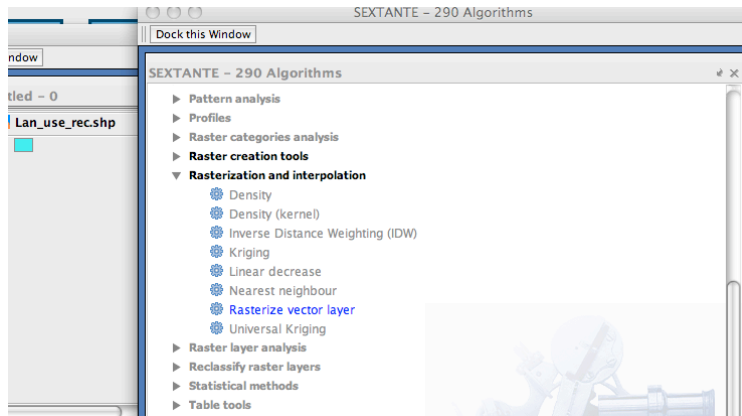 SEXTANTE – 290 Algorithms
Dock this Window
ndow
SEXTANTE – 290 Algorithms
tled – 0
Lan_use_rec.shp
Pattern analysis
Profiles
Raster categories analysis
Raster creation tools
Rasterization and interpolation
Density
Density (kernel)
Inverse Distance Weighting (IDW)
Kriging
Linear decrease
Nearest neighbour
Rasterize vector layer
Universal Kriging
Raster layer analysis
Reclassify raster layers
Statistical methods
Table tools